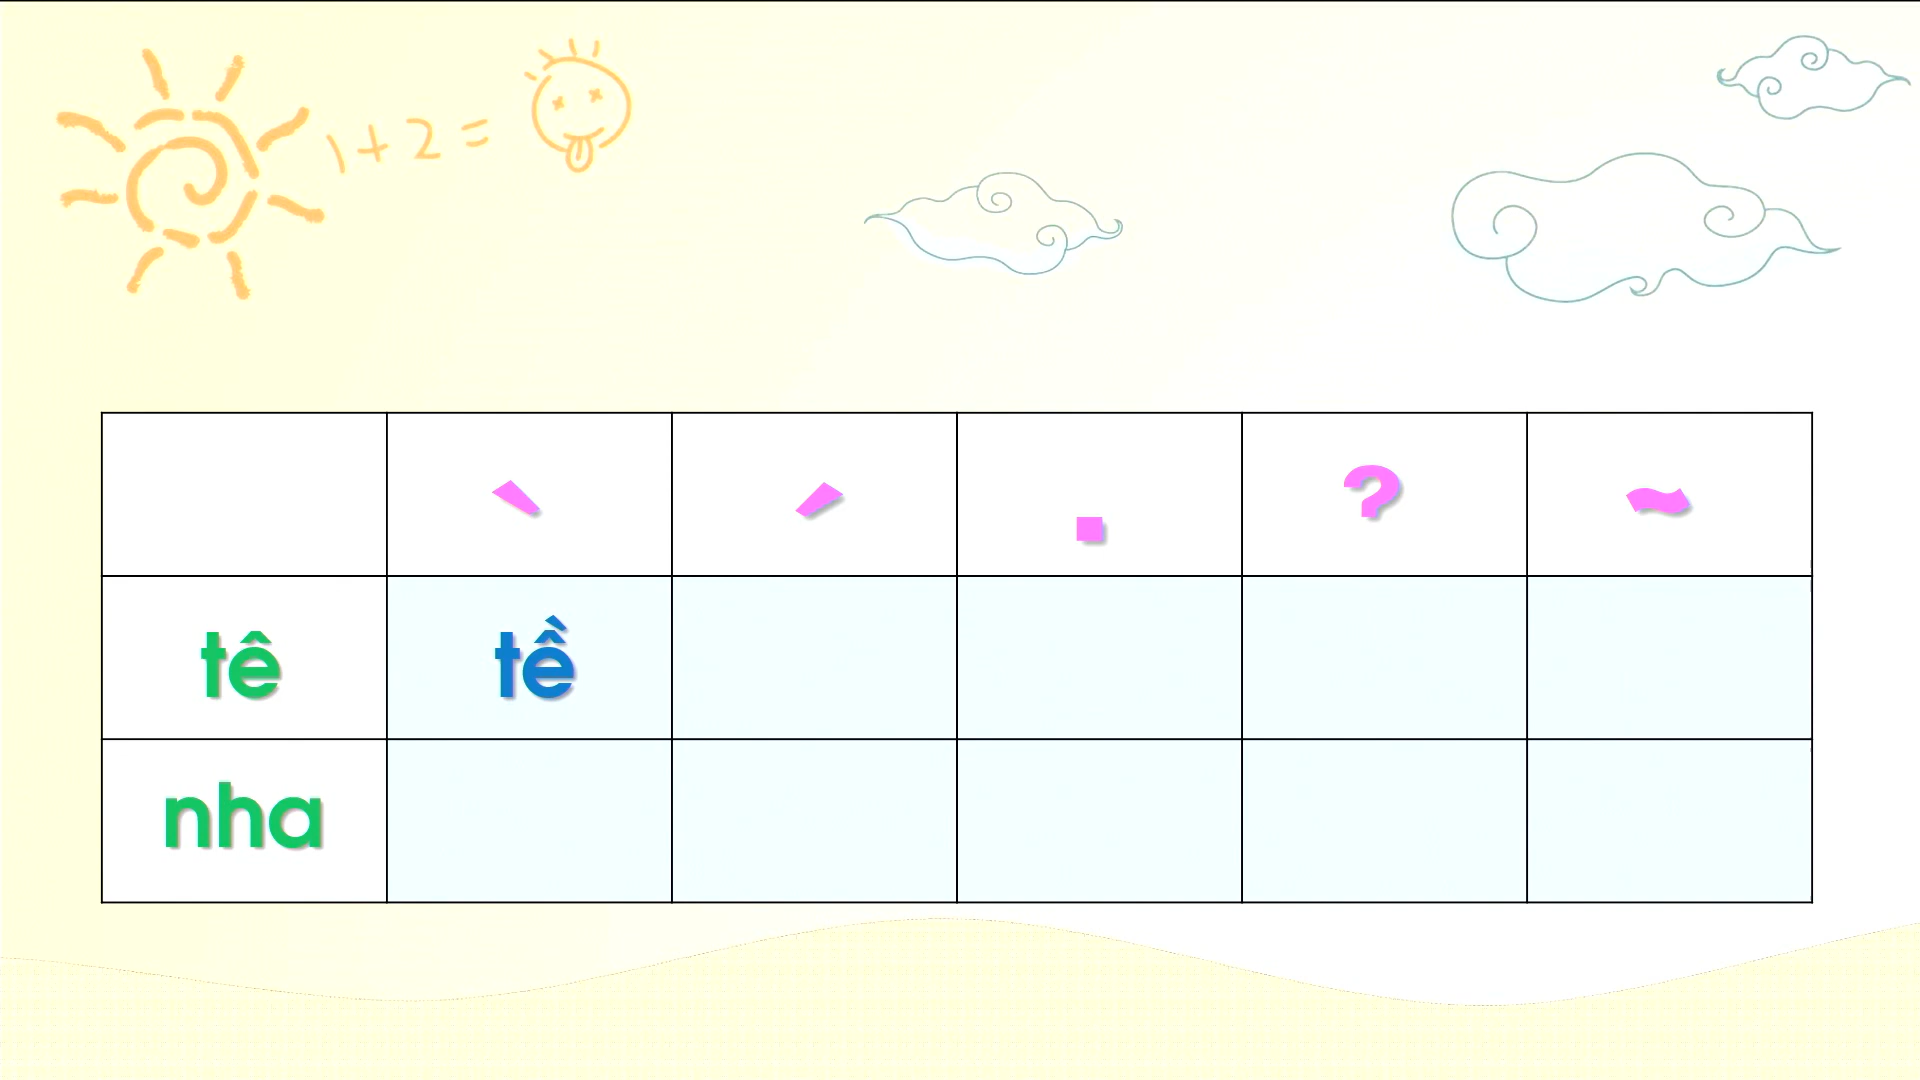 1+2=
` ´ . ? ~
tê tề
nha